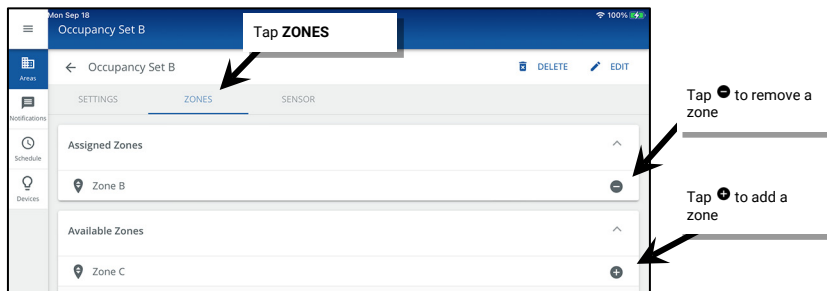 Mon Sep 18
100%
Occupancy Set B
Tap ZONES
Areas
Occupancy Set B
DELETE
EDIT
Notifications
SETTINGS
ZONES
SENSOR
Tap to remove a
zone
Schedule
Assigned Zones
Devices
Zone B
Tap to add a
zone
Available Zones
Zone C